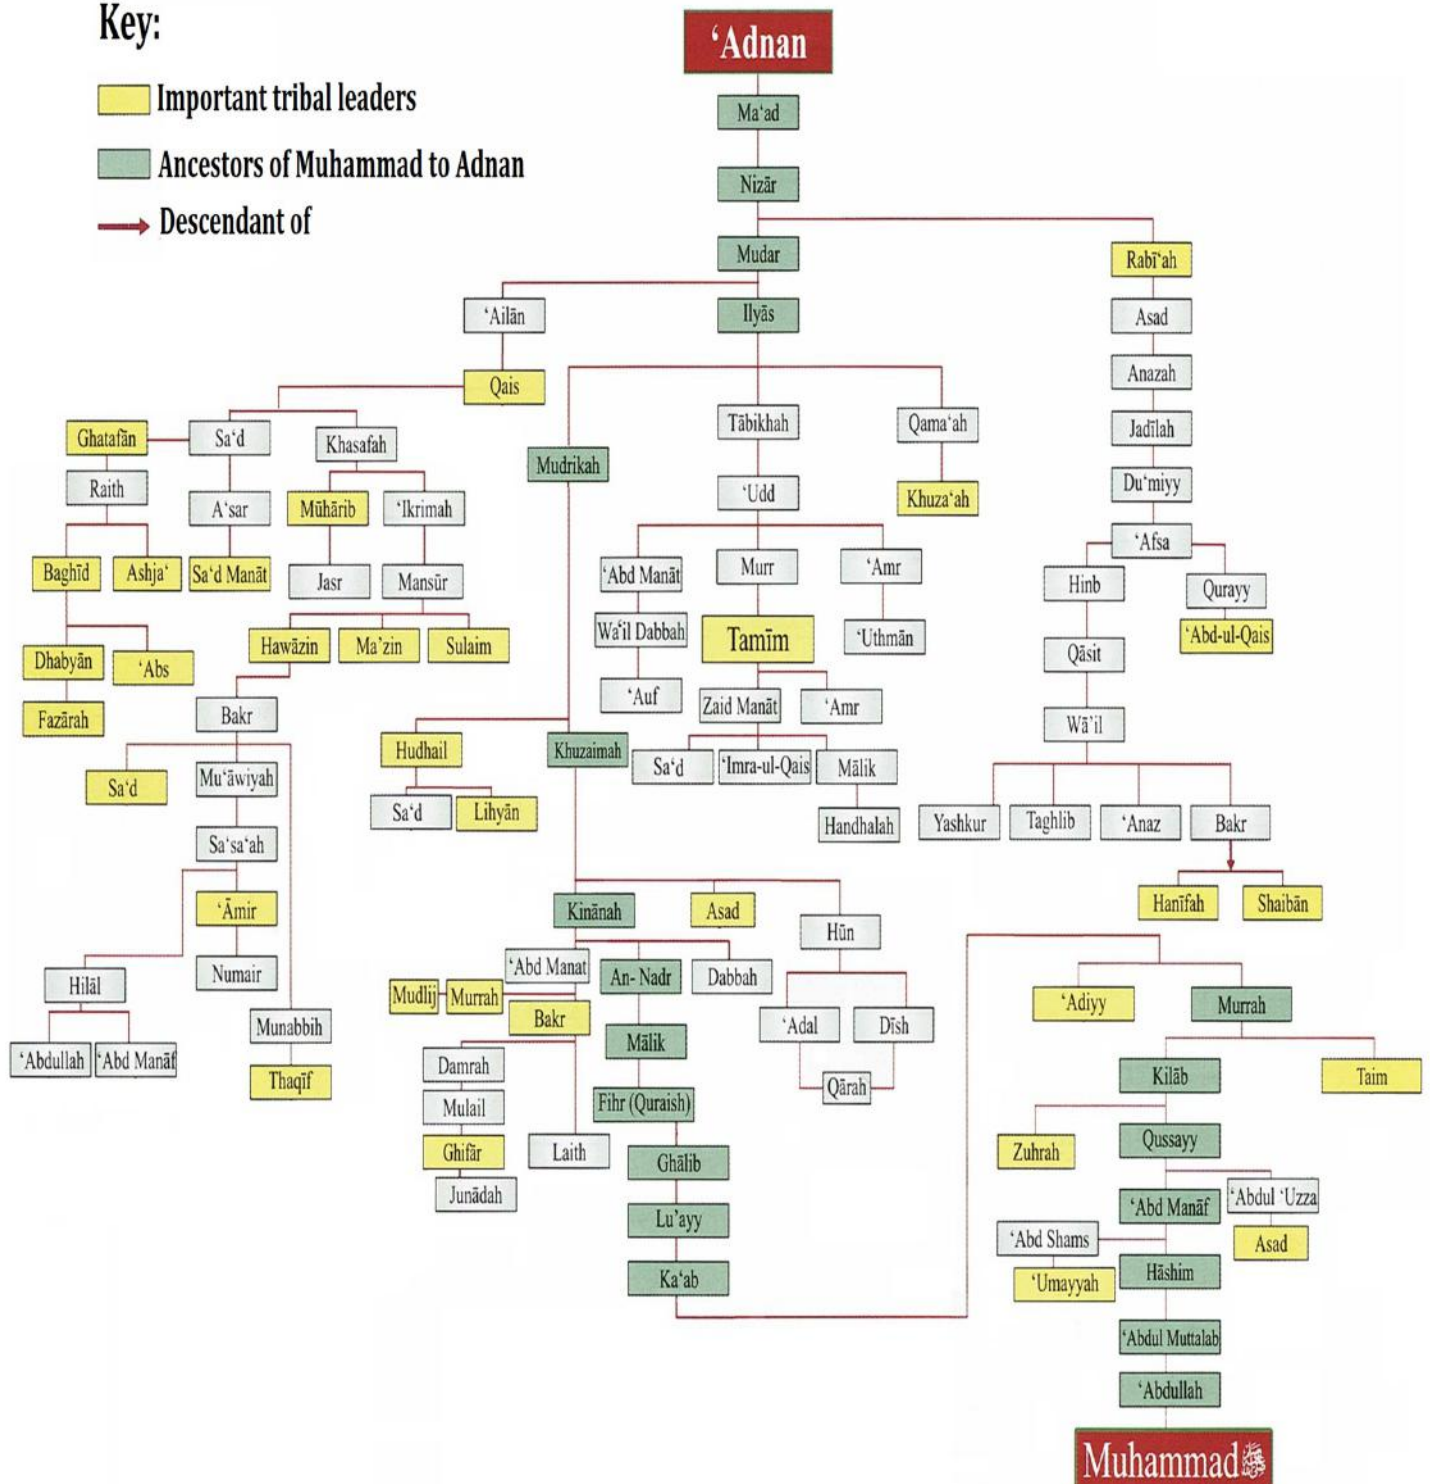 Key:
Important tribal leaders
Ancestors of Muhammad to Adnan
Descendant of
‘Adnan
Ma‘ad
Nizār
Mudar
Rabī‘ah
‘Ailān
Ilyās
Asad
Qais
Anazah
Ghatafān
Sa‘d
Khasafah
Mudrikah
Tābikhah
Qama‘ah
Jadīlah
Raith
A‘sar
Mūhārib
‘Ikrimah
‘Udd
Khuza‘ah
Du‘miyy
‘Afsa
Baghīd
Ashja‘
Sa‘d Manāt
Jasr
Mansūr
‘Abd Manāt
Murr
‘Amr
Hinb
Qurayy
Dhabyān
‘Abs
Hawāzin
Ma’zin
Sulaim
Wa‘il Dabbah
Tamīm
‘Uthmān
Qāsit
‘Abd-ul-Qais
Fazārah
Bakr
‘Auf
Zaid Manāt
‘Amr
Wā’il
Hudhail
Khuzaimah
Sa‘d
‘Imra-ul-Qais
Mālik
Sa‘d
Mu‘āwiyah
Sa‘d
Lihyān
Handhalah
Yashkur
Taghlib
‘Anaz
Bakr
Sa‘sa‘ah
‘Āmir
Kinānah
Asad
Hūn
Hanīfah
Shaibān
Hilāl
Numair
‘Abd Manat
An- Nadr
Dabbah
Mudlij
Murrah
Bakr
‘Adal
Dīsh
‘Adiyy
Murrah
‘Abdullah
‘Abd Manāf
Munabbih
Thaqīf
Damrah
Mālik
Qārah
Kilāb
Taim
Mulail
Fihr (Quraish)
Ghifār
Laith
Ghālib
Zuhrah
Qussayy
Junādah
Lu’ayy
‘Abd Manāf
‘Abdul ‘Uzza
Ka‘ab
‘Abd Shams
Asad
‘Umayyah
Hāshim
‘Abdul Muttalab
‘Abdullah
Muhammad ﷺ